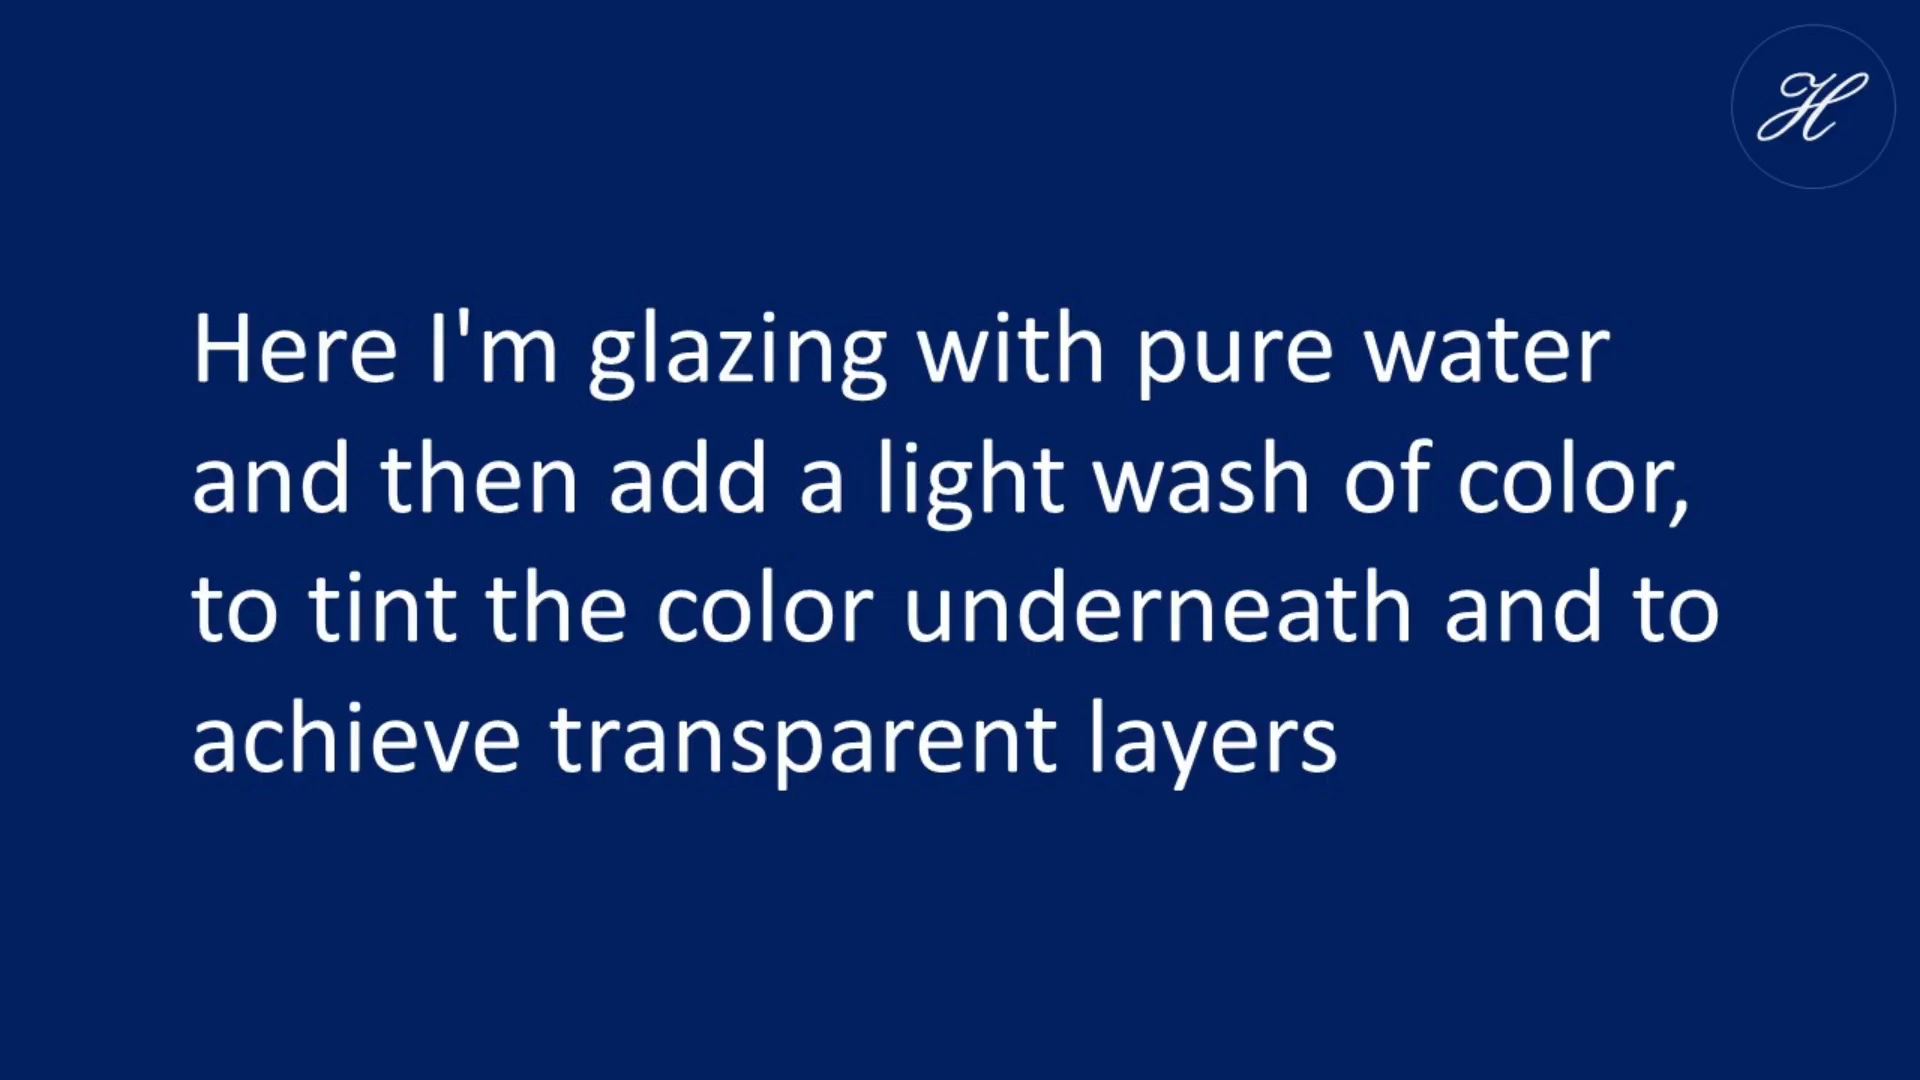 H
Here I'm glazing with pure water
and then add a light wash of color,
to tint the color underneath and to
achieve transparent layers